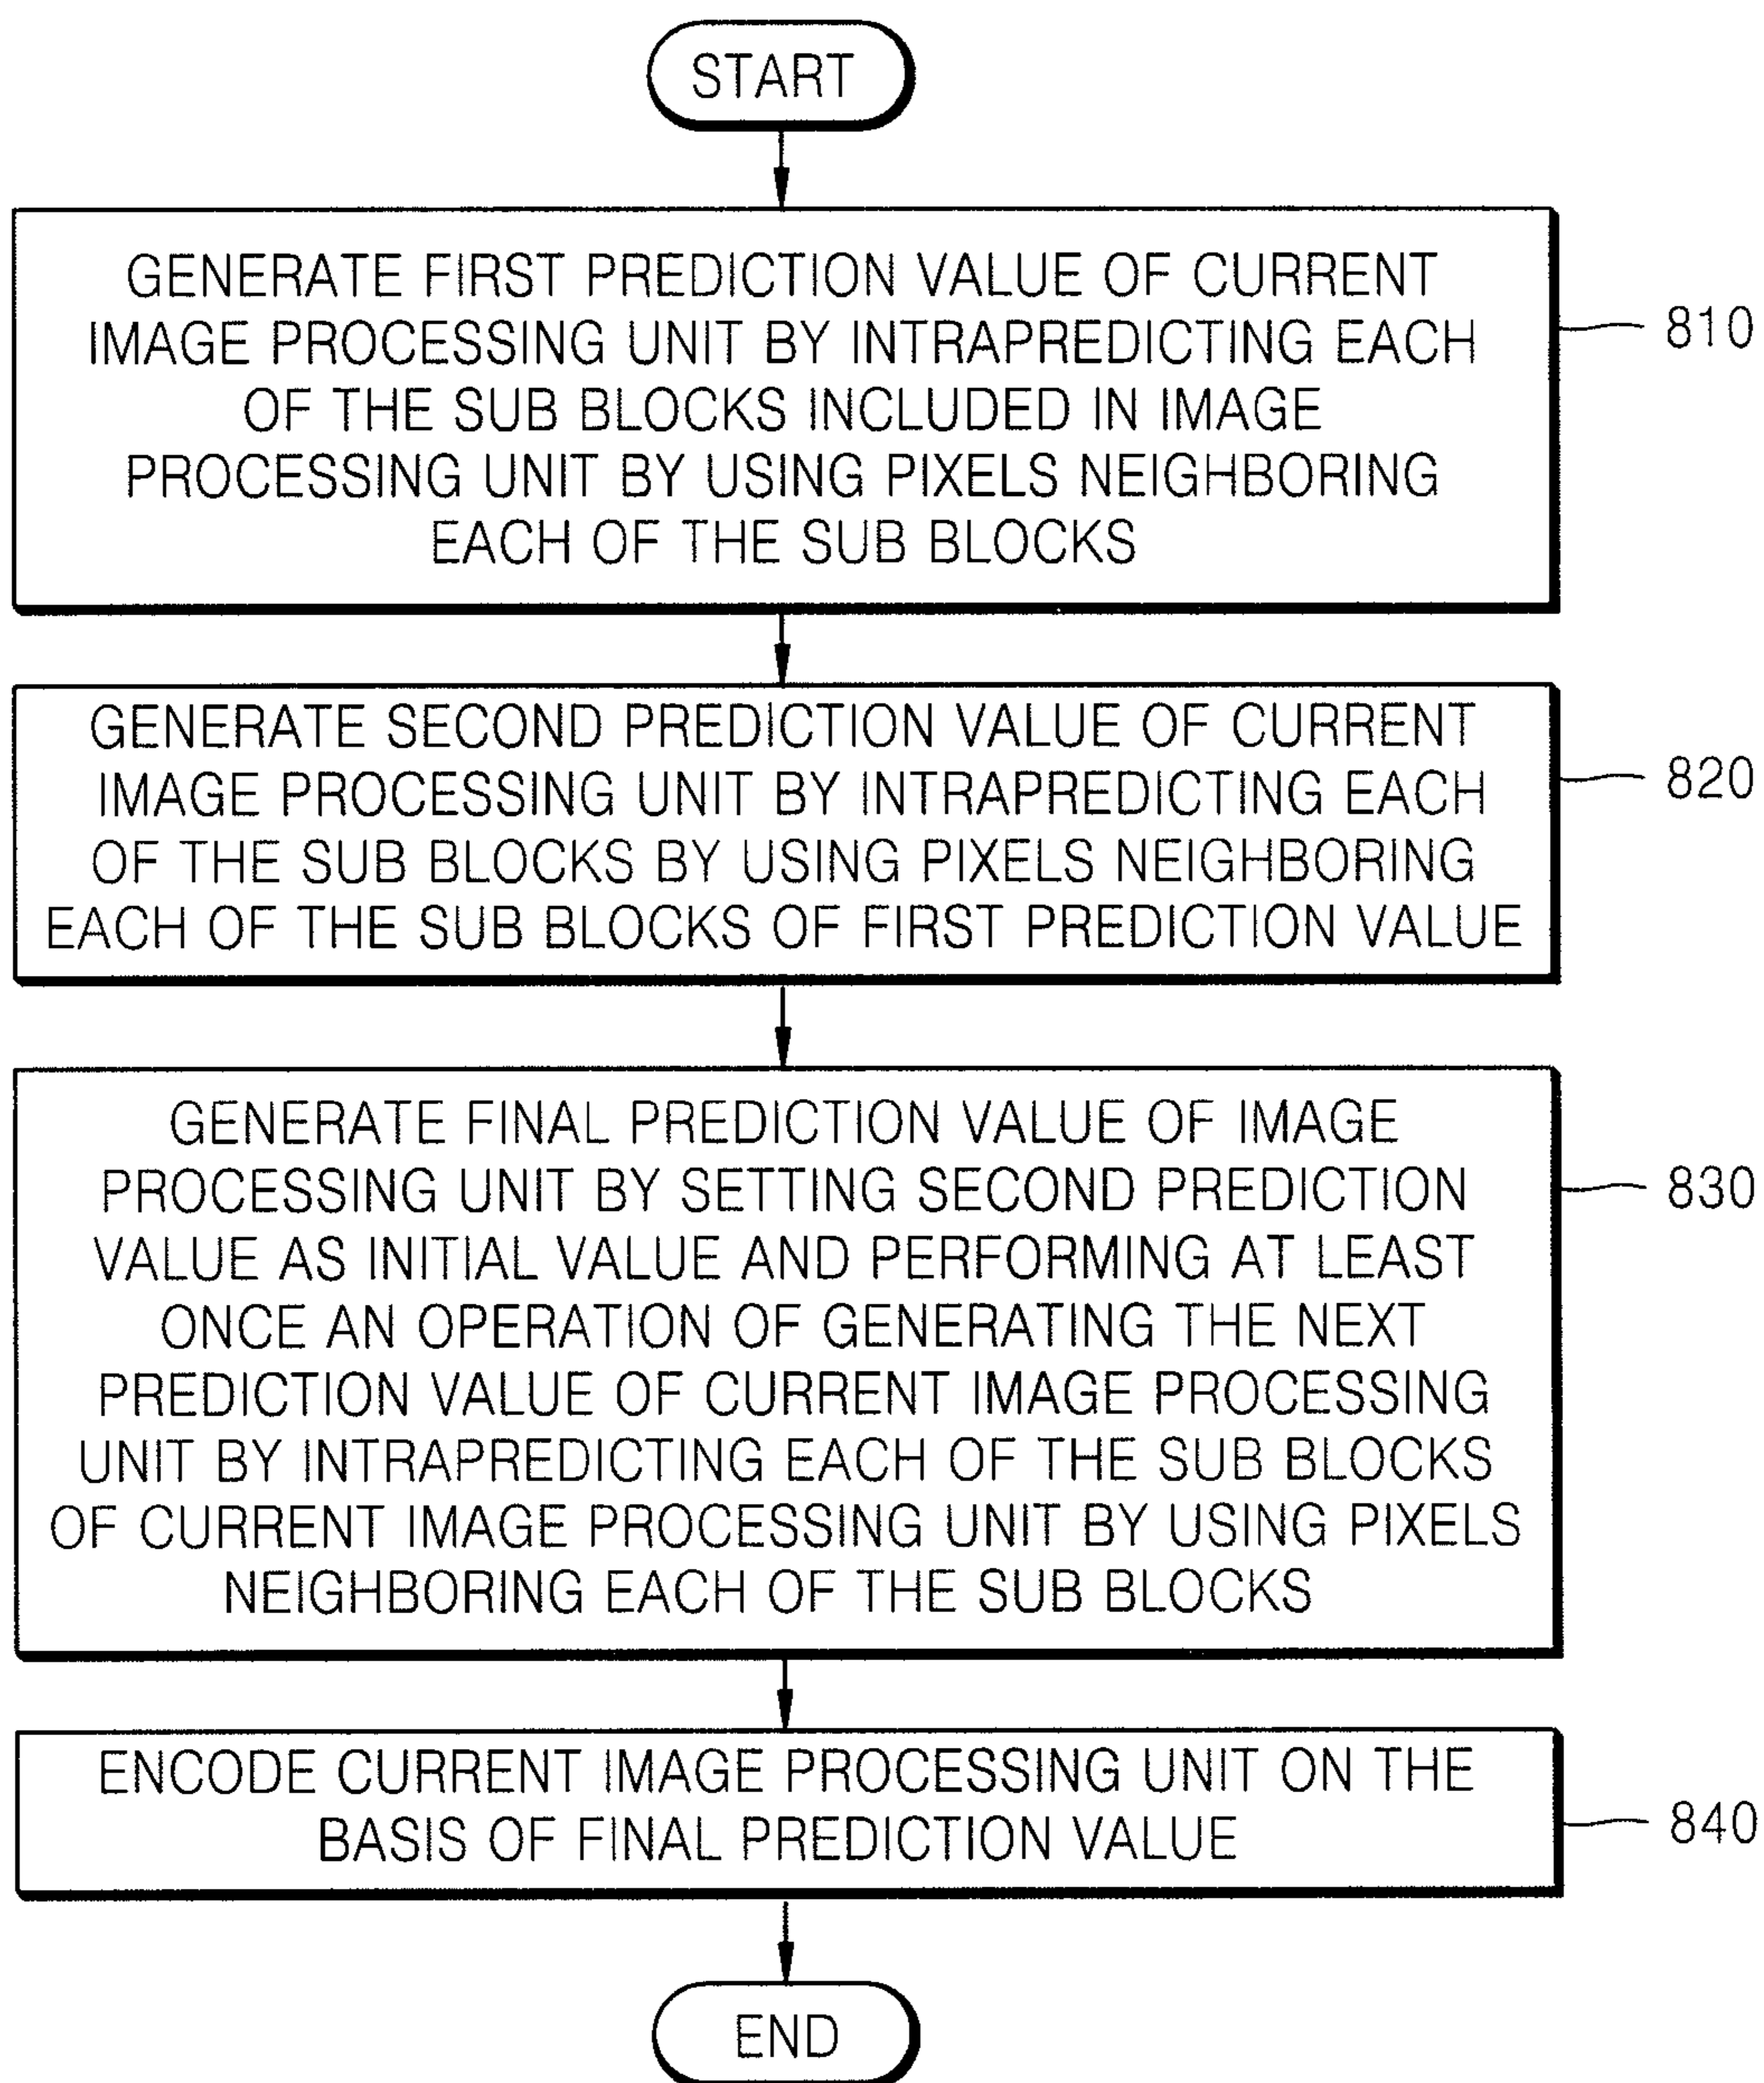 START
GENERATE FIRST PREDICTION VALUE OF CURRENT
IMAGE PROCESSING UNIT BY INTRAPREDICTING EACH
OF THE SUB BLOCKS INCLUDED IN IMAGE
PROCESSING UNIT BY USING PIXELS NEIGHBORING
EACH OF THE SUB BLOCKS
810
GENERATE SECOND PREDICTION VALUE OF CURRENT
IMAGE PROCESSING UNIT BY INTRAPREDICTING EACH
OF THE SUB BLOCKS BY USING PIXELS NEIGHBORING
EACH OF THE SUB BLOCKS OF FIRST PREDICTION VALUE
820
GENERATE FINAL PREDICTION VALUE OF IMAGE
PROCESSING UNIT BY SETTING SECOND PREDICTION
VALUE AS INITIAL VALUE AND PERFORMING AT LEAST
ONCE AN OPERATION OF GENERATING THE NEXT
PREDICTION VALUE OF CURRENT IMAGE PROCESSING
UNIT BY INTRAPREDICTING EACH OF THE SUB BLOCKS
OF CURRENT IMAGE PROCESSING UNIT BY USING PIXELS
NEIGHBORING EACH OF THE SUB BLOCKS
830
ENCODE CURRENT IMAGE PROCESSING UNIT ON THE
BASIS OF FINAL PREDICTION VALUE
840
END